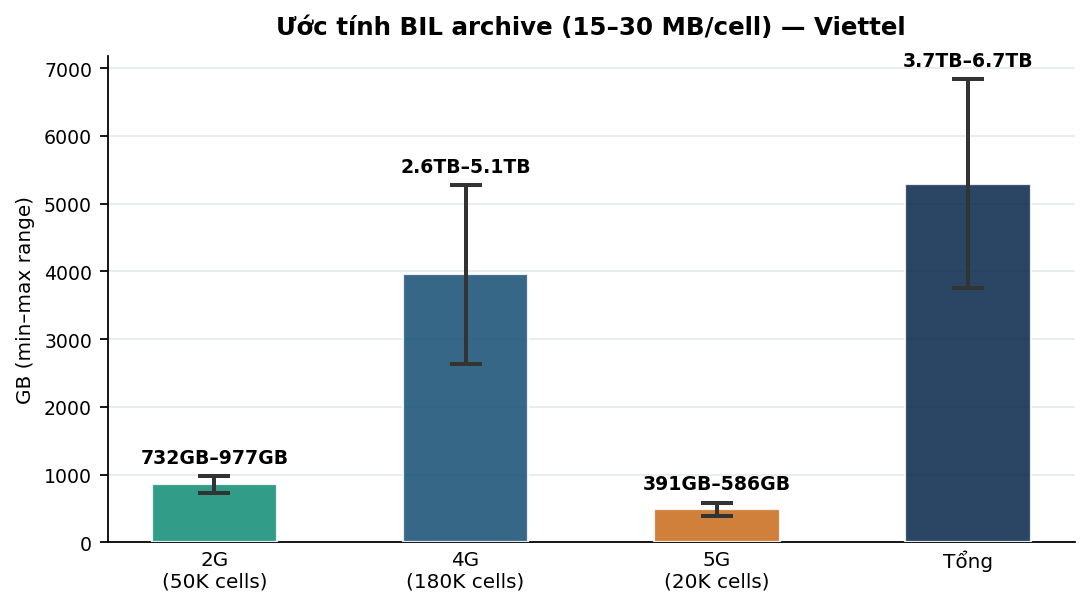 Ước tính BIL archive (15–30 MB/cell) — Viettel
GB (min–max range)
7000
6000
5000
4000
3000
2000
1000
0
732GB–977GB
2.6TB–5.1TB
391GB–586GB
3.7TB–6.7TB
2G
(50K cells)
4G
(180K cells)
5G
(20K cells)
Tổng